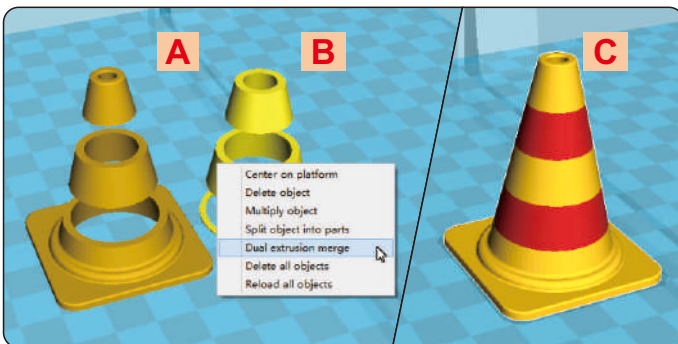 A
B
C
Center on platform
Delete object
Multiply object
Split object into parts
Dual extrusion merge
Delete all objects
Reload all objects